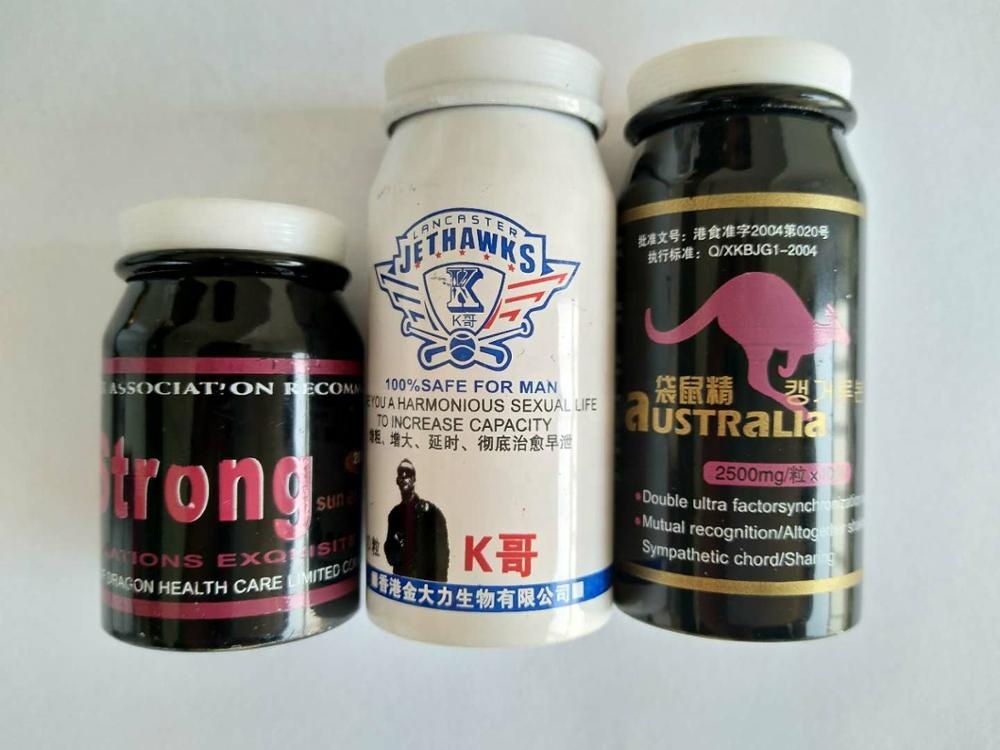 ASSOCIAT'ON
Strong
sun
EXQUISITE
DRAGON HEALTH CARE LIMITED
LANCASTER
JETHAWKS
K
K哥
100%SAFE FOR MAN
YOU A HARMONIOUS SEXUAL LIFE
TO INCREASE CAPACITY
增大、延时、彻底治愈早泄
K哥
香港金大力生物有限公司
批准文号：港食准字2004第020号
执行标准：Q/XKBJG1-2004
袋鼠精 캥거루
aUSTRaLIa
2500mg/粒
Double ultra
Mutual recognition/Altogether
Sympathetic chord/Sharing